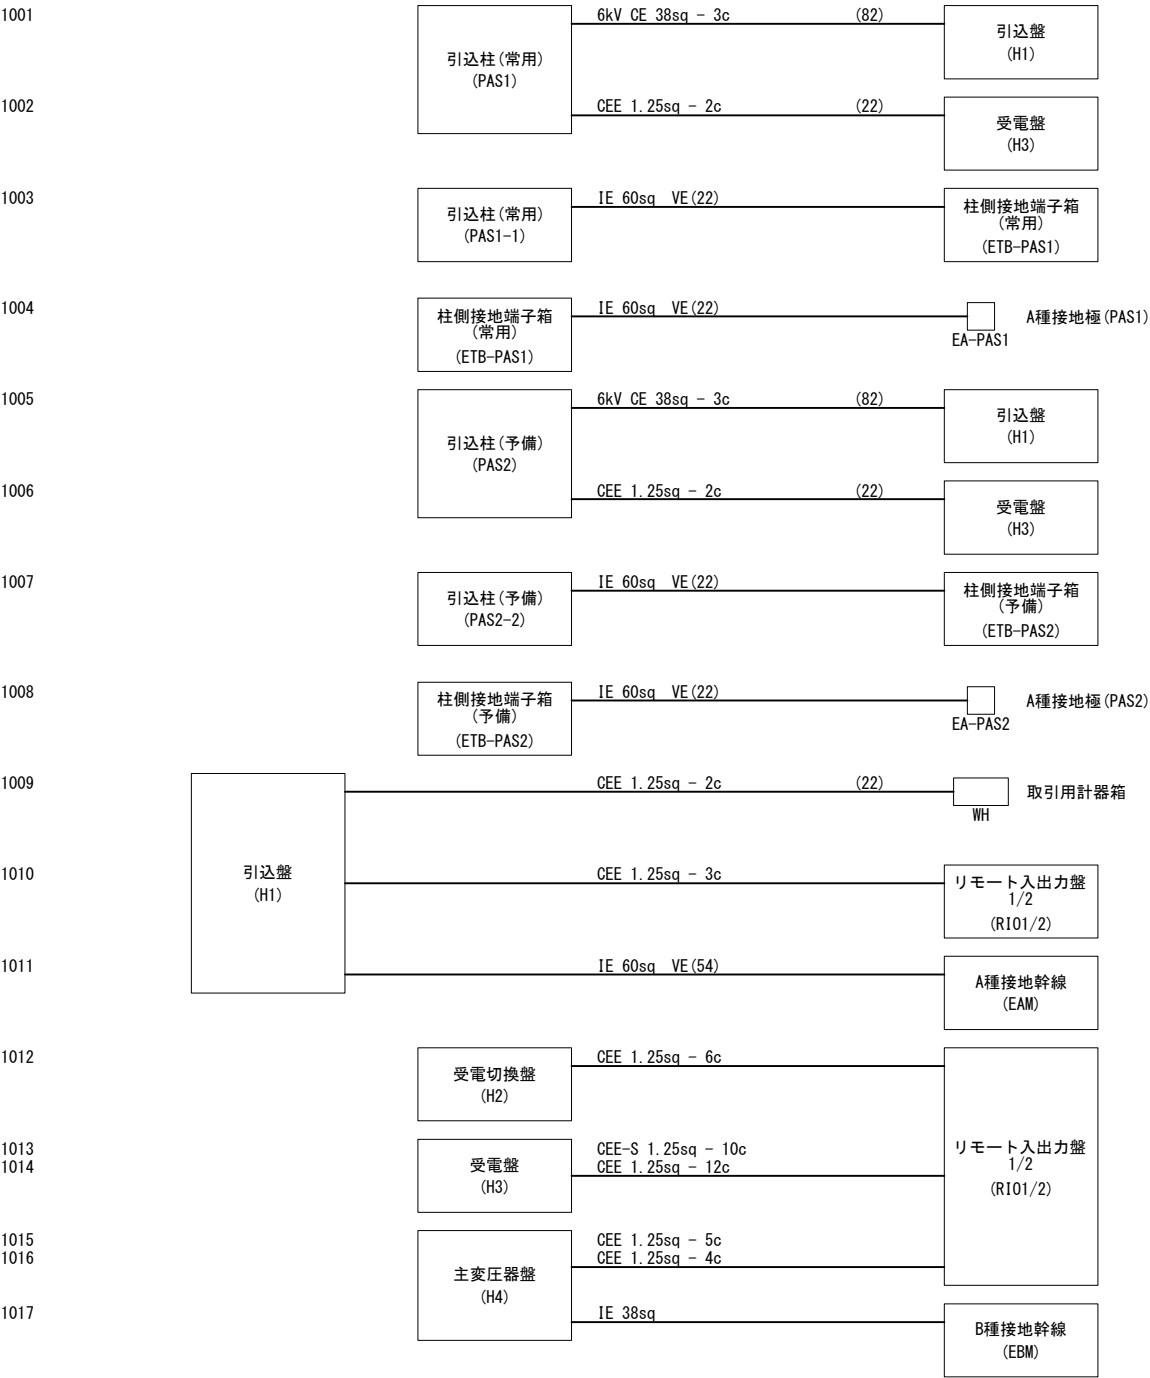 1001
6kV CE 38sq - 3c (82)
引込柱(常用)
(PAS1)
引込盤
(H1)
1002
CEE 1.25sq - 2c (22)
受電盤
(H3)
1003
IE 60sq VE(22)
引込柱(常用)
(PAS1-1)
柱側接地端子箱
(常用)
(ETB-PAS1)
1004
IE 60sq VE(22)
柱側接地端子箱
(常用)
(ETB-PAS1)
EA-PAS1
A種接地極(PAS1)
1005
6kV CE 38sq - 3c (82)
引込柱(予備)
(PAS2)
引込盤
(H1)
1006
CEE 1.25sq - 2c (22)
受電盤
(H3)
1007
IE 60sq VE(22)
引込柱(予備)
(PAS2-2)
柱側接地端子箱
(予備)
(ETB-PAS2)
1008
IE 60sq VE(22)
柱側接地端子箱
(予備)
(ETB-PAS2)
EA-PAS2
A種接地極(PAS2)
1009
CEE 1.25sq - 2c (22)
WH
取引用計器箱
引込盤
(H1)
1010
CEE 1.25sq - 3c
リモート入出力盤
1/2
(RIO1/2)
1011
IE 60sq VE(54)
A種接地幹線
(EAM)
1012
CEE 1.25sq - 6c
受電切換盤
(H2)
1013
CEE-S 1.25sq - 10c
1014
CEE 1.25sq - 12c
受電盤
(H3)
リモート入出力盤
1/2
(RIO1/2)
1015
CEE 1.25sq - 5c
1016
CEE 1.25sq - 4c
主変圧器盤
(H4)
1017
IE 38sq
B種接地幹線
(EBM)